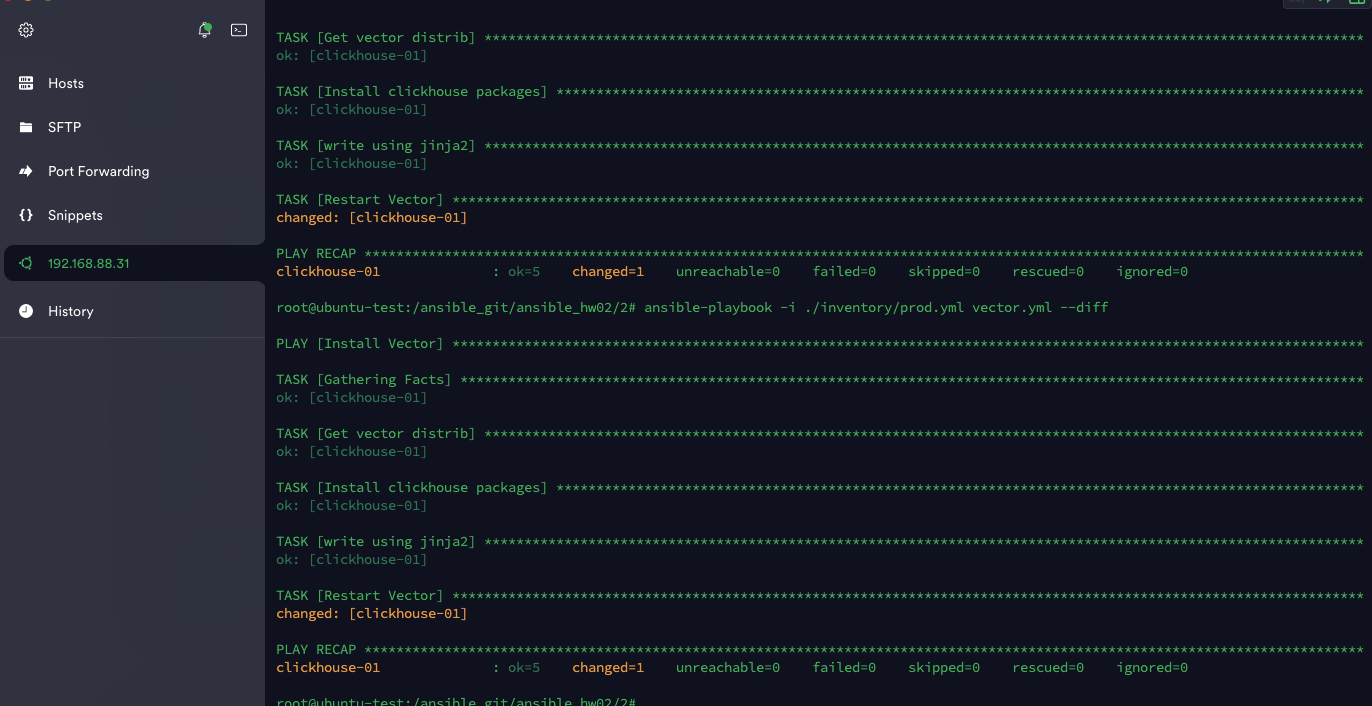 Hosts
SFTP
Port Forwarding
Snippets
192.168.88.31
History
TASK [Get vector distrib] **************************************************************************************************************
ok: [clickhouse-01]
TASK [Install clickhouse packages] *****************************************************************************************************
ok: [clickhouse-01]
TASK [write using jinja2] **************************************************************************************************************
ok: [clickhouse-01]
TASK [Restart Vector] ******************************************************************************************************************
changed: [clickhouse-01]
PLAY RECAP *****************************************************************************************************************************
clickhouse-01              : ok=5    changed=1    unreachable=0    failed=0    skipped=0    rescued=0    ignored=0
root@ubuntu-test:/ansible_git/ansible_hw02/2# ansible-playbook -i ./inventory/prod.yml vector.yml --diff
PLAY [Install Vector] ******************************************************************************************************************
TASK [Gathering Facts] *****************************************************************************************************************
ok: [clickhouse-01]
TASK [Get vector distrib] **************************************************************************************************************
ok: [clickhouse-01]
TASK [Install clickhouse packages] *****************************************************************************************************
ok: [clickhouse-01]
TASK [write using jinja2] **************************************************************************************************************
ok: [clickhouse-01]
TASK [Restart Vector] ******************************************************************************************************************
changed: [clickhouse-01]
PLAY RECAP *****************************************************************************************************************************
clickhouse-01              : ok=5    changed=1    unreachable=0    failed=0    skipped=0    rescued=0    ignored=0
root@ubuntu-test:/ansible_git/ansible_hw02/2#